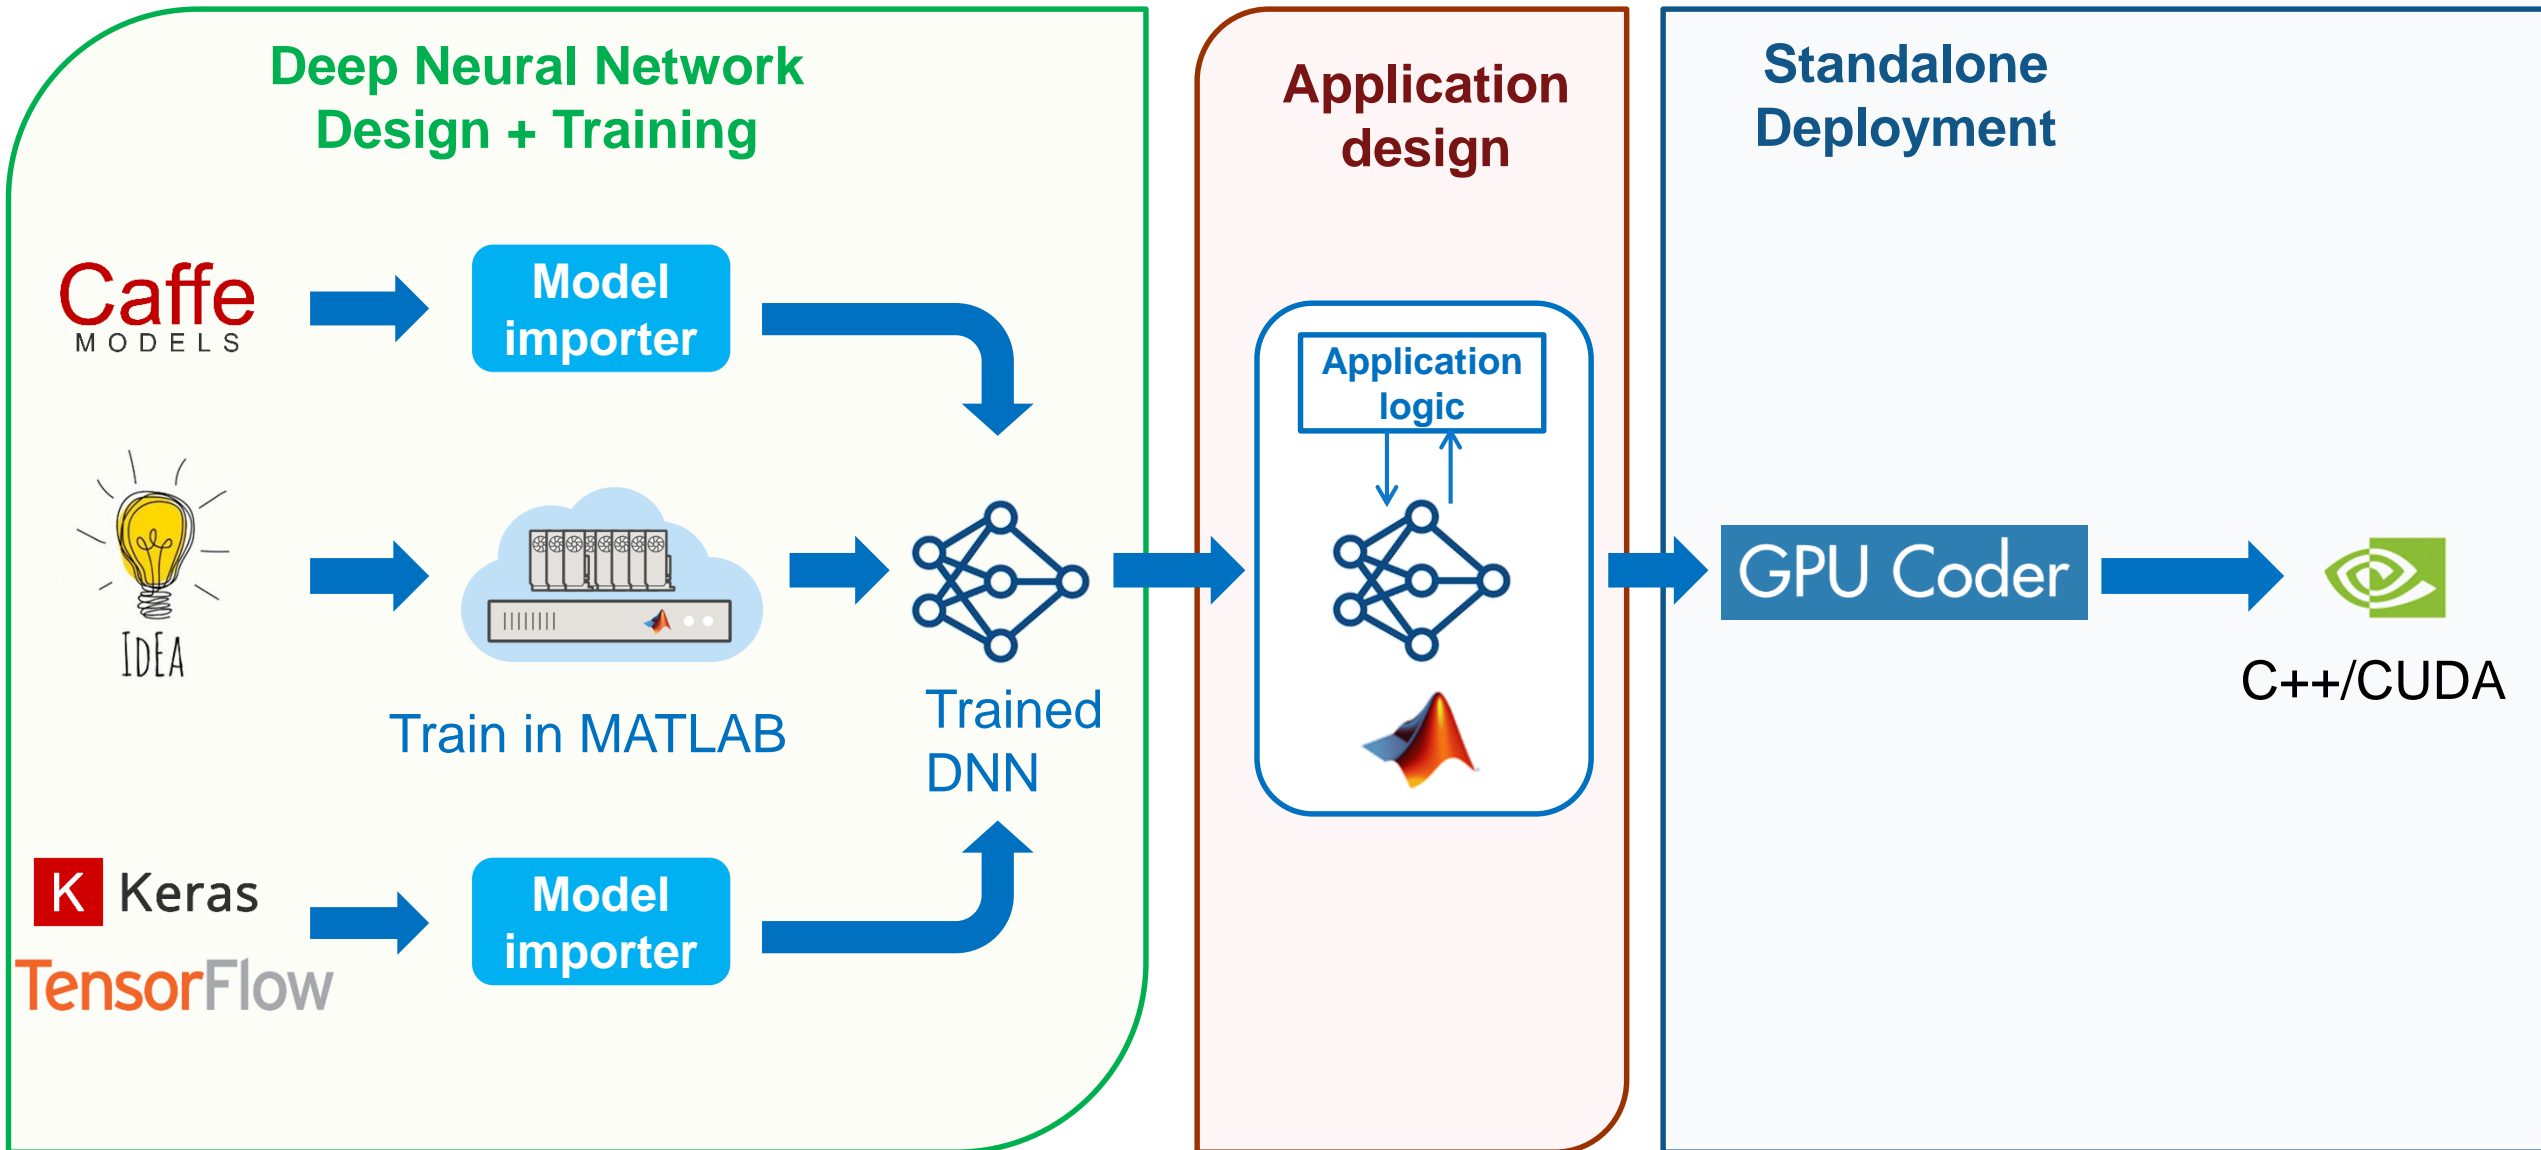 Deep Neural Network
Design + Training
Caffe
MODELS
Model
importer
IDEA
Train in MATLAB
Trained
DNN
K Keras
TensorFlow
Model
importer
Application
design
Application
logic
Standalone
Deployment
GPU Coder
C++/CUDA